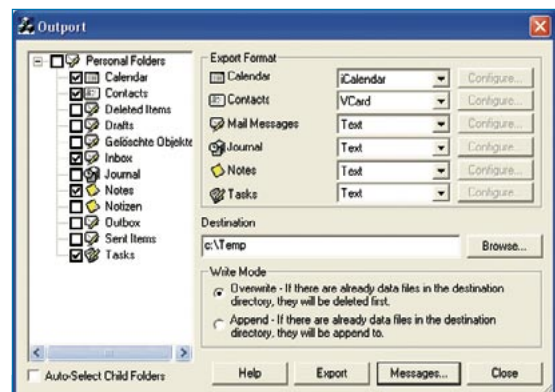 Outport
Personal Folders
Calendar
Contacts
Deleted Items
Drafts
Gelöschte Objekte
Inbox
Journal
Notes
Notizen
Outbox
Sent Items
Tasks
Auto-Select Child Folders
Export Format
Calendar iCalendar Configure...
Contacts VCard Configure...
Mail Messages Text Configure...
Journal Text Configure...
Notes Text Configure...
Tasks Text Configure...
Destination
c:\Temp Browse...
Write Mode
Overwrite - If there are already data files in the destination
directory, they will be deleted first.
Append - If there are already data files in the destination
directory, they will be append to.
Help Export Messages... Close